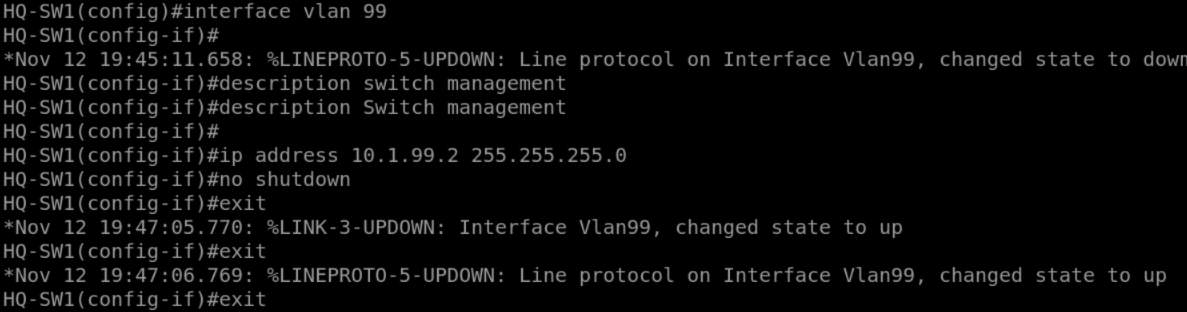 HQ-SW1(config)#interface vlan 99
HQ-SW1(config-if)#
*Nov 12 19:45:11.658: %LINEPROTO-5-UPDOWN: Line protocol on Interface Vlan99, changed state to down
HQ-SW1(config-if)#description switch management
HQ-SW1(config-if)#description Switch management
HQ-SW1(config-if)#
HQ-SW1(config-if)#ip address 10.1.99.2 255.255.255.0
HQ-SW1(config-if)#no shutdown
HQ-SW1(config-if)#exit
*Nov 12 19:47:05.770: %LINK-3-UPDOWN: Interface Vlan99, changed state to up
HQ-SW1(config-if)#exit
*Nov 12 19:47:06.769: %LINEPROTO-5-UPDOWN: Line protocol on Interface Vlan99, changed state to up
HQ-SW1(config-if)#exit